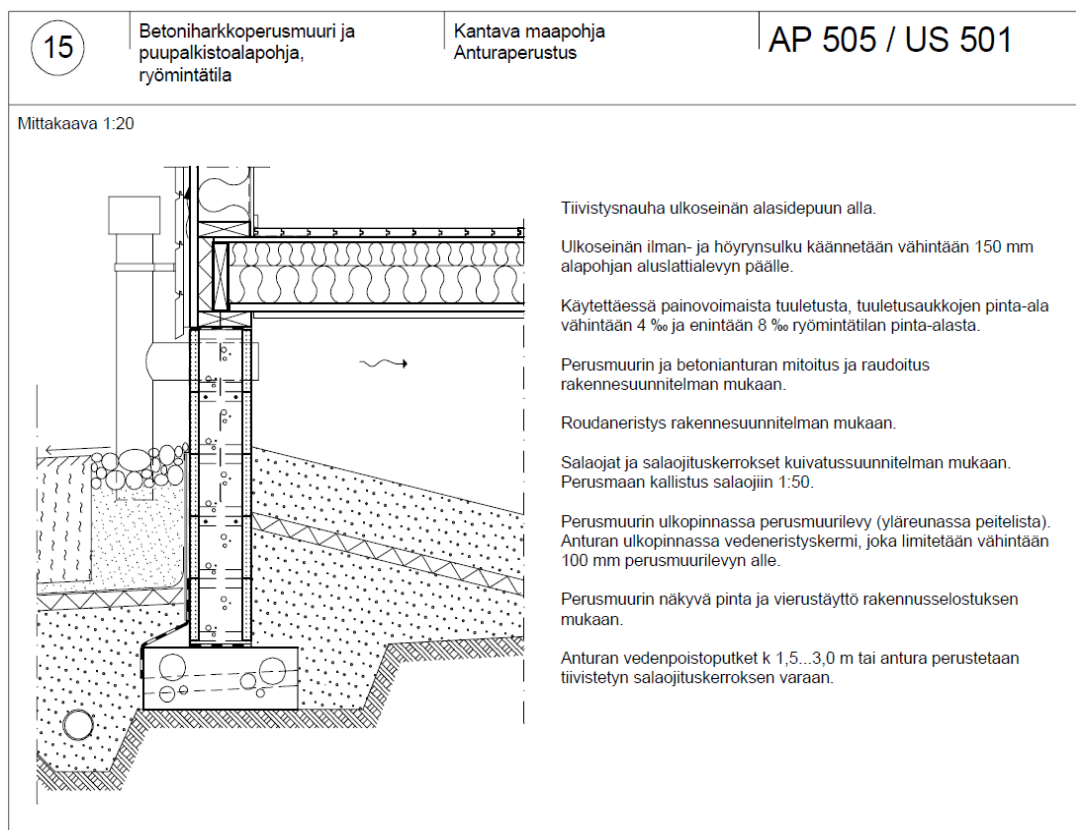 15
Betoniharkkoperusmuuri ja
puupalkistoalapohja,
ryömintätila
Kantava maapohja
Anturaperustus
AP 505 / US 501
Mittakaava 1:20
Tiivistysnauha ulkoseinän alasidepuun alla.
Ulkoseinän ilman- ja höyrynsulku käännetään vähintään 150 mm
alapohjan aluslattialevyn päälle.
Käytettäessä painovoimaista tuuletusta, tuuletusaukkojen pinta-ala
vähintään 4 ‰ ja enintään 8 ‰ ryömintätilan pinta-alasta.
Perusmuurin ja betonianturan mitoitus ja raudoitus
rakennesuunnitelman mukaan.
Roudaneristys rakennesuunnitelman mukaan.
Salaojat ja salaojituskerrokset kuivatussuunnitelman mukaan.
Perusmaan kallistus salaojiin 1:50.
Perusmuurin ulkopinnassa perusmuurilevy (yläreunassa peitelista).
Anturan ulkopinnassa vedeneristyskermi, joka limitetään vähintään
100 mm perusmuurilevyn alle.
Perusmuurin näkyvä pinta ja vierustäyttö rakennusselostuksen
mukaan.
Anturan vedenpoistoputket k 1,5...3,0 m tai antura perustetaan
tiivistetyn salaojituskerroksen varaan.